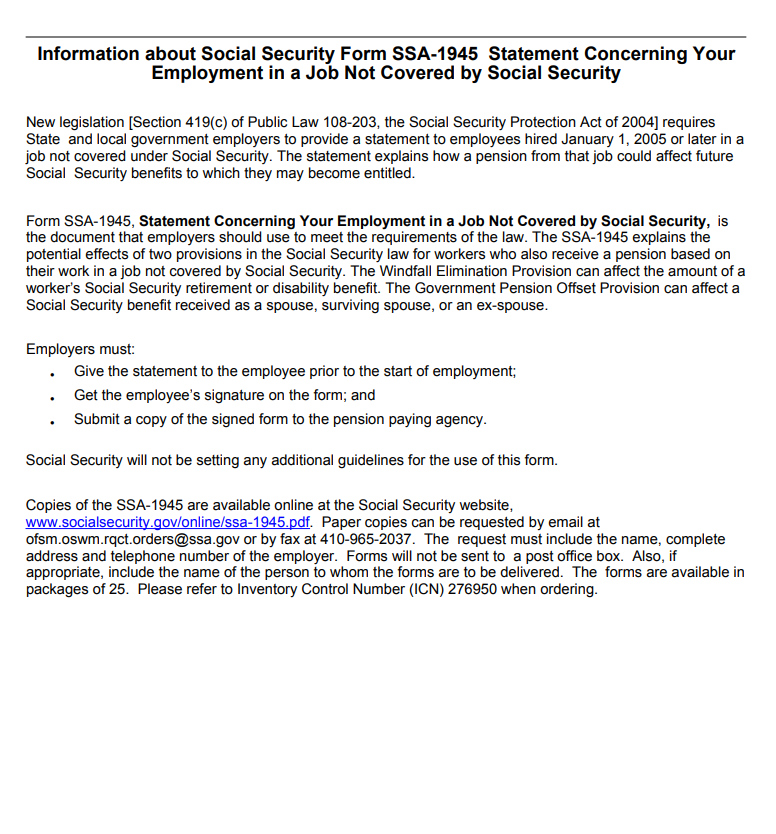 Information about Social Security Form SSA-1945 Statement Concerning Your
Employment in a Job Not Covered by Social Security
New legislation [Section 419(c) of Public Law 108-203, the Social Security Protection Act of 2004] requires
State and local government employers to provide a statement to employees hired January 1, 2005 or later in a
job not covered under Social Security. The statement explains how a pension from that job could affect future
Social Security benefits to which they may become entitled.
Form SSA-1945, Statement Concerning Your Employment in a Job Not Covered by Social Security, is
the document that employers should use to meet the requirements of the law. The SSA-1945 explains the
potential effects of two provisions in the Social Security law for workers who also receive a pension based on
their work in a job not covered by Social Security. The Windfall Elimination Provision can affect the amount of a
worker's Social Security retirement or disability benefit. The Government Pension Offset Provision can affect a
Social Security benefit received as a spouse, surviving spouse, or an ex-spouse.
Employers must:
• Give the statement to the employee prior to the start of employment;
• Get the employee's signature on the form; and
• Submit a copy of the signed form to the pension paying agency.
Social Security will not be setting any additional guidelines for the use of this form.
Copies of the SSA-1945 are available online at the Social Security website,
www.socialsecurity.gov/online/ssa-1945.pdf. Paper copies can be requested by email at
ofsm.oswm.rqct.orders@ssa.gov or by fax at 410-965-2037. The request must include the name, complete
address and telephone number of the employer. Forms will not be sent to a post office box. Also, if
appropriate, include the name of the person to whom the forms are to be delivered. The forms are available in
packages of 25. Please refer to Inventory Control Number (ICN) 276950 when ordering.